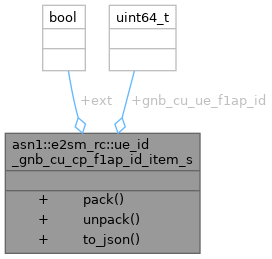 bool
uint64_t
+ext
+gnb_cu_ue_f1ap_id
asn1::e2sm_rc::ue_id
_gnb_cu_cp_f1ap_id_item_s
+ pack()
+ unpack()
+ to_json()